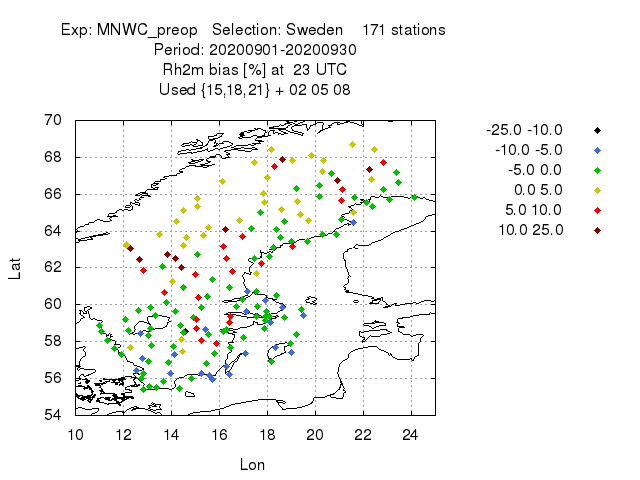 Exp: MNWC_preop Selection: Sweden 171 stations
Period: 20200901-20200930
Rh2m bias [%] at 23 UTC
Used {15,18,21} + 02 05 08
-25.0 -10.0
-10.0 -5.0
-5.0 0.0
0.0 5.0
5.0 10.0
10.0 25.0
70
68
66
64
62
60
58
56
54
Lat
10 12 14 16 18 20 22 24
Lon